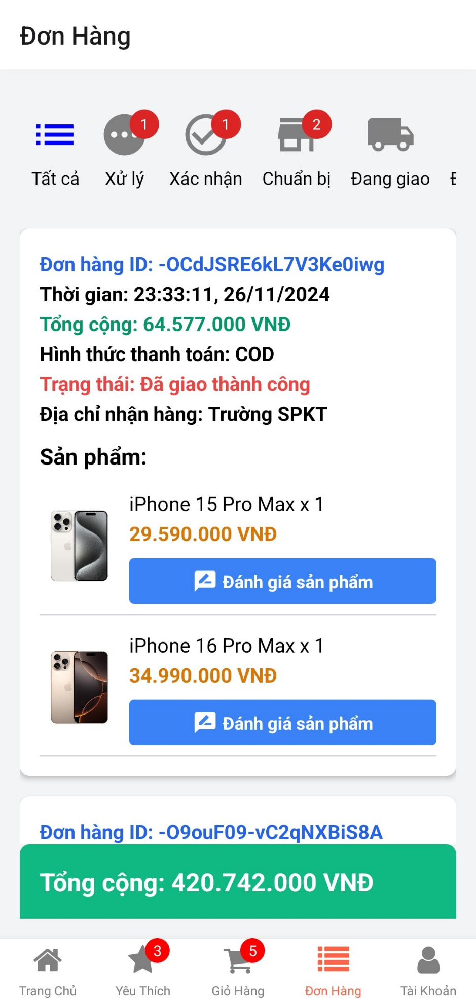 Đơn Hàng
1
1
2
Tất cả
Xử lý
Xác nhận
Chuẩn bị
Đang giao
Đơn hàng ID: -OCdJSRE6kL7V3Ke0iwg
Thời gian: 23:33:11, 26/11/2024
Tổng cộng: 64.577.000 VNĐ
Hình thức thanh toán: COD
Trạng thái: Đã giao thành công
Địa chỉ nhận hàng: Trường SPKT
Sản phẩm:
iPhone 15 Pro Max x 1
29.590.000 VNĐ
Đánh giá sản phẩm
iPhone 16 Pro Max x 1
34.990.000 VNĐ
Đánh giá sản phẩm
Đơn hàng ID: -O9ouF09-vC2qNXBiS8A
Tổng cộng: 420.742.000 VNĐ
3
5
Trang Chủ
Yêu Thích
Giỏ Hàng
Đơn Hàng
Tài Khoản